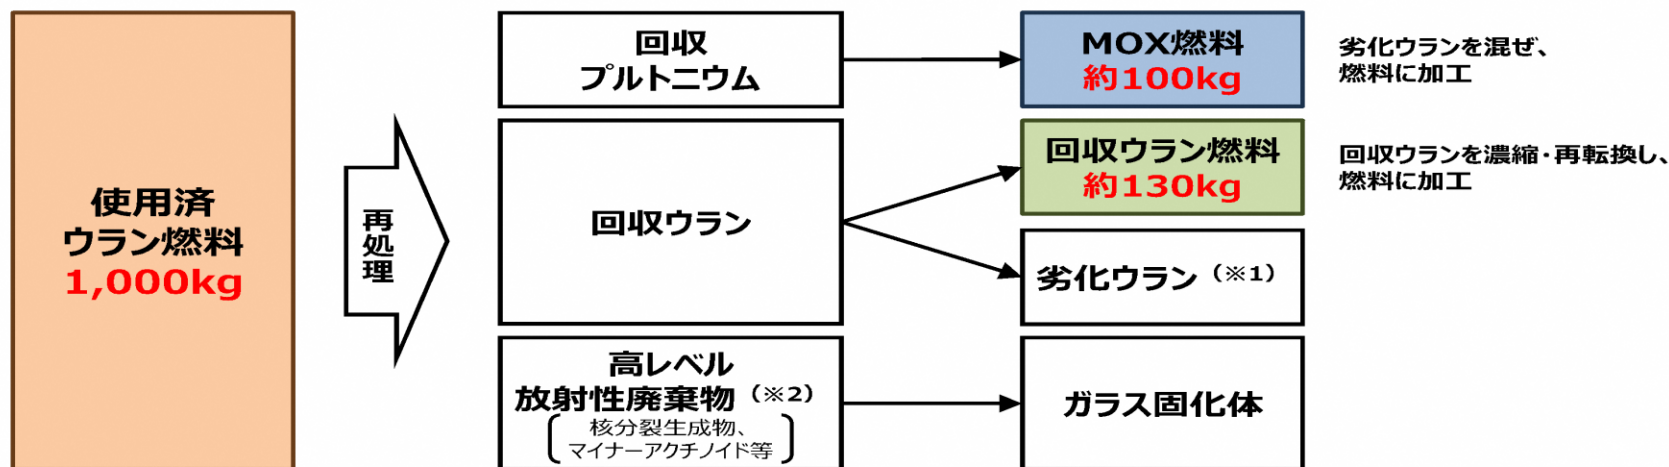 使用済
ウラン燃料
1,000kg
再処理
回収
プルトニウム
MOX燃料
約100kg
劣化ウランを混ぜ、
燃料に加工
回収ウラン
回収ウラン燃料
約130kg
回収ウランを濃縮・再転換し、
燃料に加工
劣化ウラン（※1）
高レベル
放射性廃棄物（※2）
核分裂生成物、
マイナーアクチノイド等
ガラス固化体